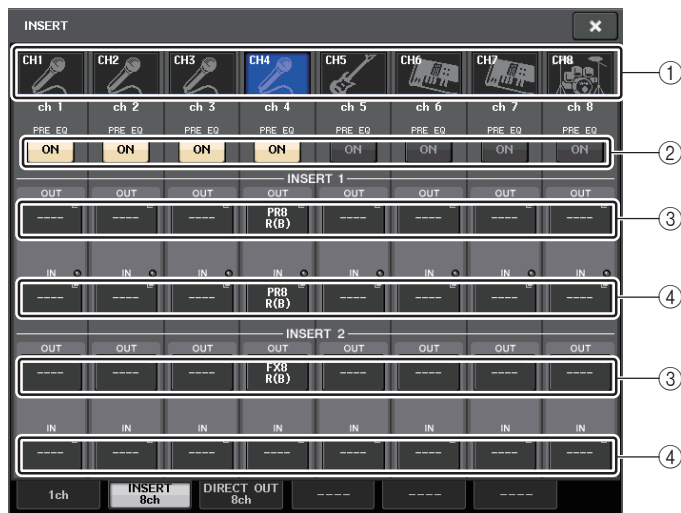 INSERT
CH1 CH2 CH3 CH4 CH5 CH6 CH7 CH8
①
ch 1 ch 2 ch 3 ch 4 ch 5 ch 6 ch 7 ch 8
PRE EQ PRE EQ PRE EQ PRE EQ PRE EQ PRE EQ PRE EQ PRE EQ
ON ON ON ON ON ON ON ON
②
INSERT 1
OUT OUT OUT OUT OUT OUT OUT OUT
---- ---- ---- PR8 R(B) ---- ---- ---- ----
③
IN IN IN IN IN IN IN IN
---- ---- ---- PR8 R(B) ---- ---- ---- ----
④
INSERT 2
OUT OUT OUT OUT OUT OUT OUT OUT
---- ---- ---- FX8 R(B) ---- ---- ---- ----
③
IN IN IN IN IN IN IN IN
---- ---- ---- ---- ---- ---- ---- ----
④
1ch INSERT 8ch DIRECT OUT 8ch ---- ---- ----